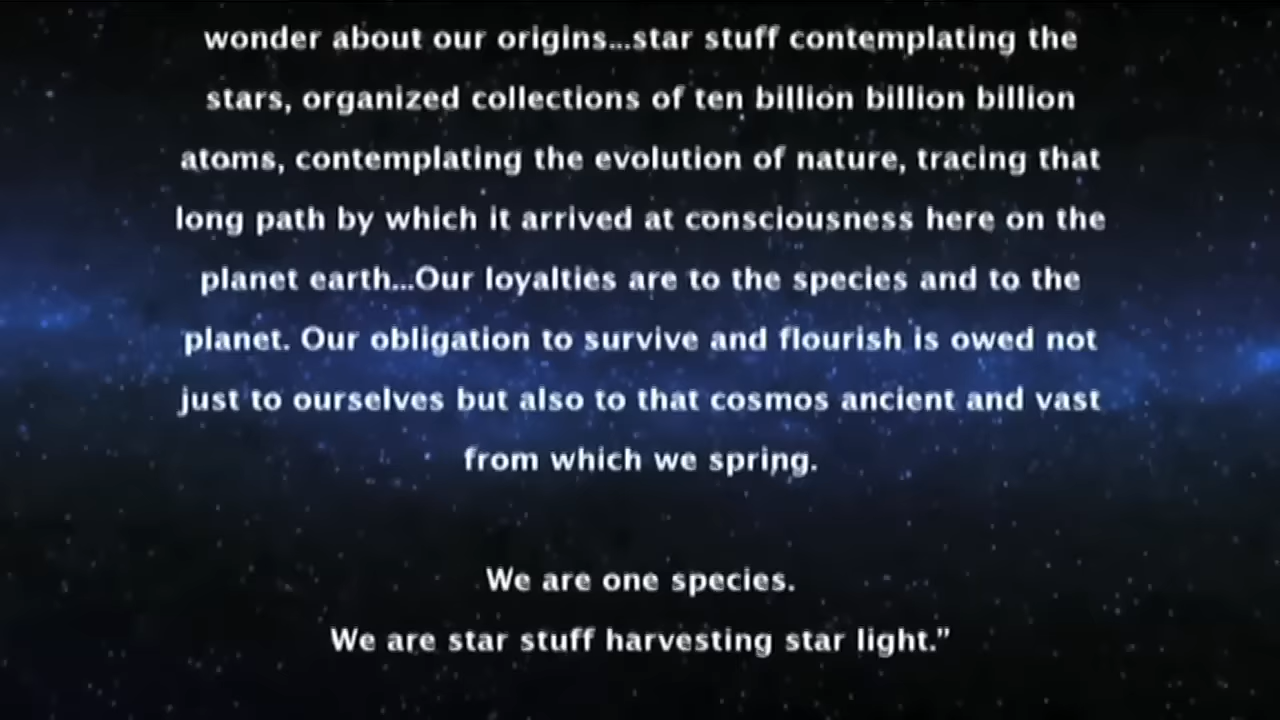 wonder about our origins...star stuff contemplating the
stars, organized collections of ten billion billion billion
atoms, contemplating the evolution of nature, tracing that
long path by which it arrived at consciousness here on the
planet earth...Our loyalties are to the species and to the
planet. Our obligation to survive and flourish is owed not
just to ourselves but also to that cosmos ancient and vast
from which we spring.
We are one species.
We are star stuff harvesting star light.”